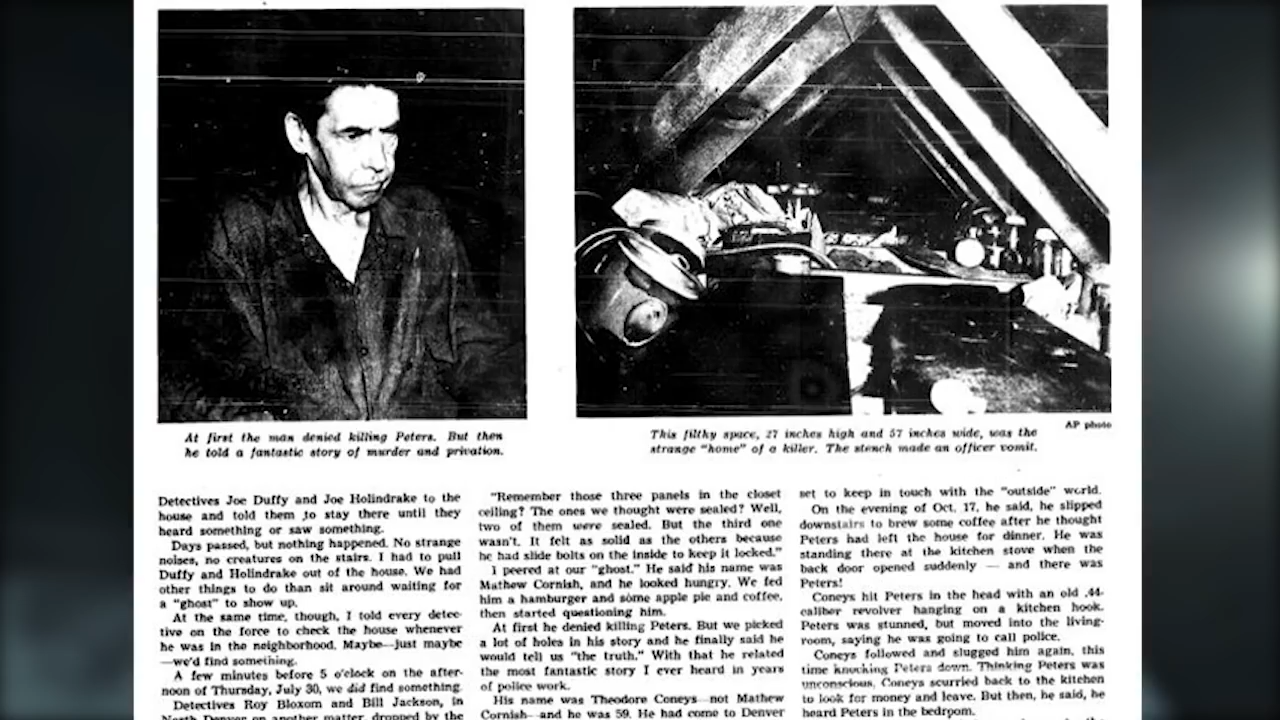 At first the man denied killing Peters. But then
he told a fantastic story of murder and privation.
AP photo
This filthy space, 27 inches high and 57 inches wide, was the
strange "home" of a killer. The stench made an officer vomit.
Detectives Joe Duffy and Joe Holindrake to the
house and told them to stay there until they
heard something or saw something.
Days passed, but nothing happened. No strange
noises, no creatures on the stairs. I had to pull
Duffy and Holindrake out of the house. We had
other things to do than sit around waiting for
a "ghost" to show up.
At the same time, though, I told every detec-
tive on the force to check the house whenever
he was in the neighborhood. Maybe—just maybe
—we'd find something.
A few minutes before 5 o'clock on the after-
noon of Thursday, July 30, we did find something.
Detectives Roy Bloxom and Bill Jackson, in
North Denver on another matter, dropped by the
"Remember those three panels in the closet
ceiling? The ones we thought were sealed? Well,
two of them were sealed. But the third one
wasn't. It felt as solid as the others because
he had slide bolts on the inside to keep it locked."
I peered at our "ghost." He said his name was
Mathew Cornish, and he looked hungry. We fed
him a hamburger and some apple pie and coffee,
then started questioning him.
At first he denied killing Peters. But we picked
a lot of holes in his story and he finally said he
would tell us "the truth." With that he related
the most fantastic story I ever heard in years
of police work.
His name was Theodore Coneys—not Mathew
Cornish—and he was 59. He had come to Denver
set to keep in touch with the "outside" world.
On the evening of Oct. 17, he said, he slipped
downstairs to brew some coffee after he thought
Peters had left the house for dinner. He was
standing there at the kitchen stove when the
back door opened suddenly — and there was
Peters!
Coneys hit Peters in the head with an old .44-
caliber revolver hanging on a kitchen hook.
Peters was stunned, but moved into the living-
room, saying he was going to call police.
Coneys followed and slugged him again, this
time knocking Peters down. Thinking Peters was
unconscious, Coneys scurried back to the kitchen
to look for money and leave. But then, he said, he
heard Peters in the bedroom.